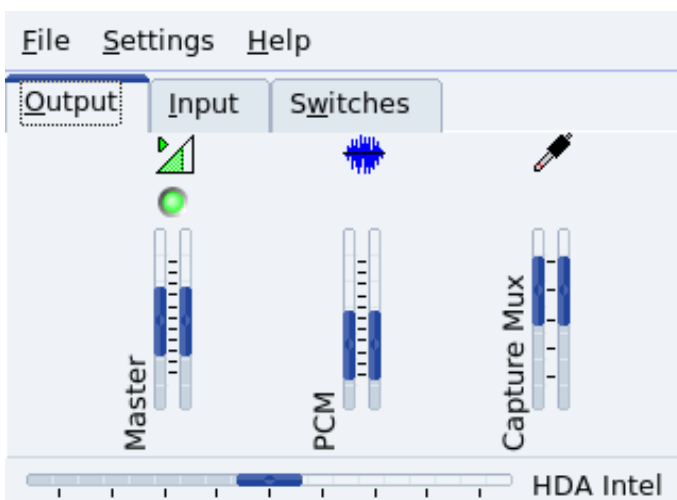 File Settings Help
Output Input Switches
Master PCM Capture Mux
HDA Intel